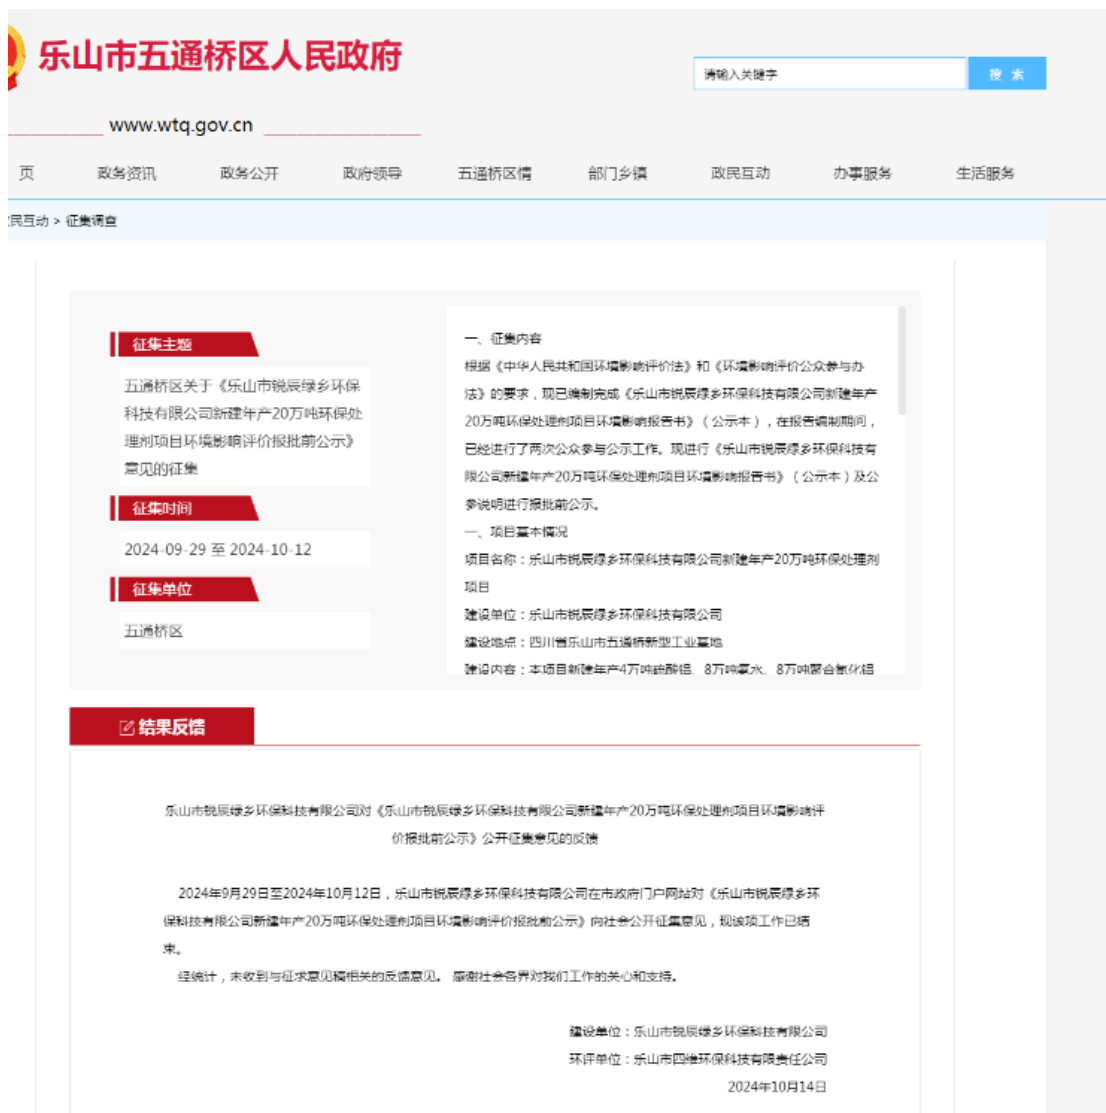 乐山市五通桥区人民政府
请输入关键字
搜 索
www.wtq.gov.cn
页 政务资讯 政务公开 政府领导 五通桥区情 部门乡镇 政民互动 办事服务 生活服务
民互动 > 征集调查
征集主题
五通桥区关于《乐山市锐辰绿乡环保
科技有限公司新建年产20万吨环保处
理剂项目环境影响评价报批前公示》
意见的征集
征集时间
2024-09-29 至 2024-10-12
征集单位
五通桥区
一、征集内容
根据《中华人民共和国环境影响评价法》和《环境影响评价公众参与办
法》的要求，现已编制完成《乐山市锐辰绿乡环保科技有限公司新建年产
20万吨环保处理剂项目环境影响报告书》（公示本），在报告编制期间，
已经进行了两次公众参与公示工作。现进行《乐山市锐辰绿乡环保科技有
限公司新建年产20万吨环保处理剂项目环境影响报告书》（公示本）及公
参说明进行报批前公示。
一、项目基本情况
项目名称：乐山市锐辰绿乡环保科技有限公司新建年产20万吨环保处理剂
项目
建设单位：乐山市锐辰绿乡环保科技有限公司
建设地点：四川省乐山市五通桥新型工业基地
建设内容：本项目新建年产4万吨硫酸铝、8万吨氨水、8万吨聚合氯化铝
结果反馈
乐山市锐辰绿乡环保科技有限公司对《乐山市锐辰绿乡环保科技有限公司新建年产20万吨环保处理剂项目环境影响评
价报批前公示》公开征集意见的反馈
2024年9月29日至2024年10月12日，乐山市锐辰绿乡环保科技有限公司在市政府门户网站对《乐山市锐辰绿乡环
保科技有限公司新建年产20万吨环保处理剂项目环境影响评价报批前公示》向社会公开征集意见，现该项工作已结
束。
经统计，未收到与征求意见稿相关的反馈意见。 感谢社会各界对我们工作的关心和支持。
建设单位：乐山市锐辰绿乡环保科技有限公司
环评单位：乐山市四维环保科技有限责任公司
2024年10月14日